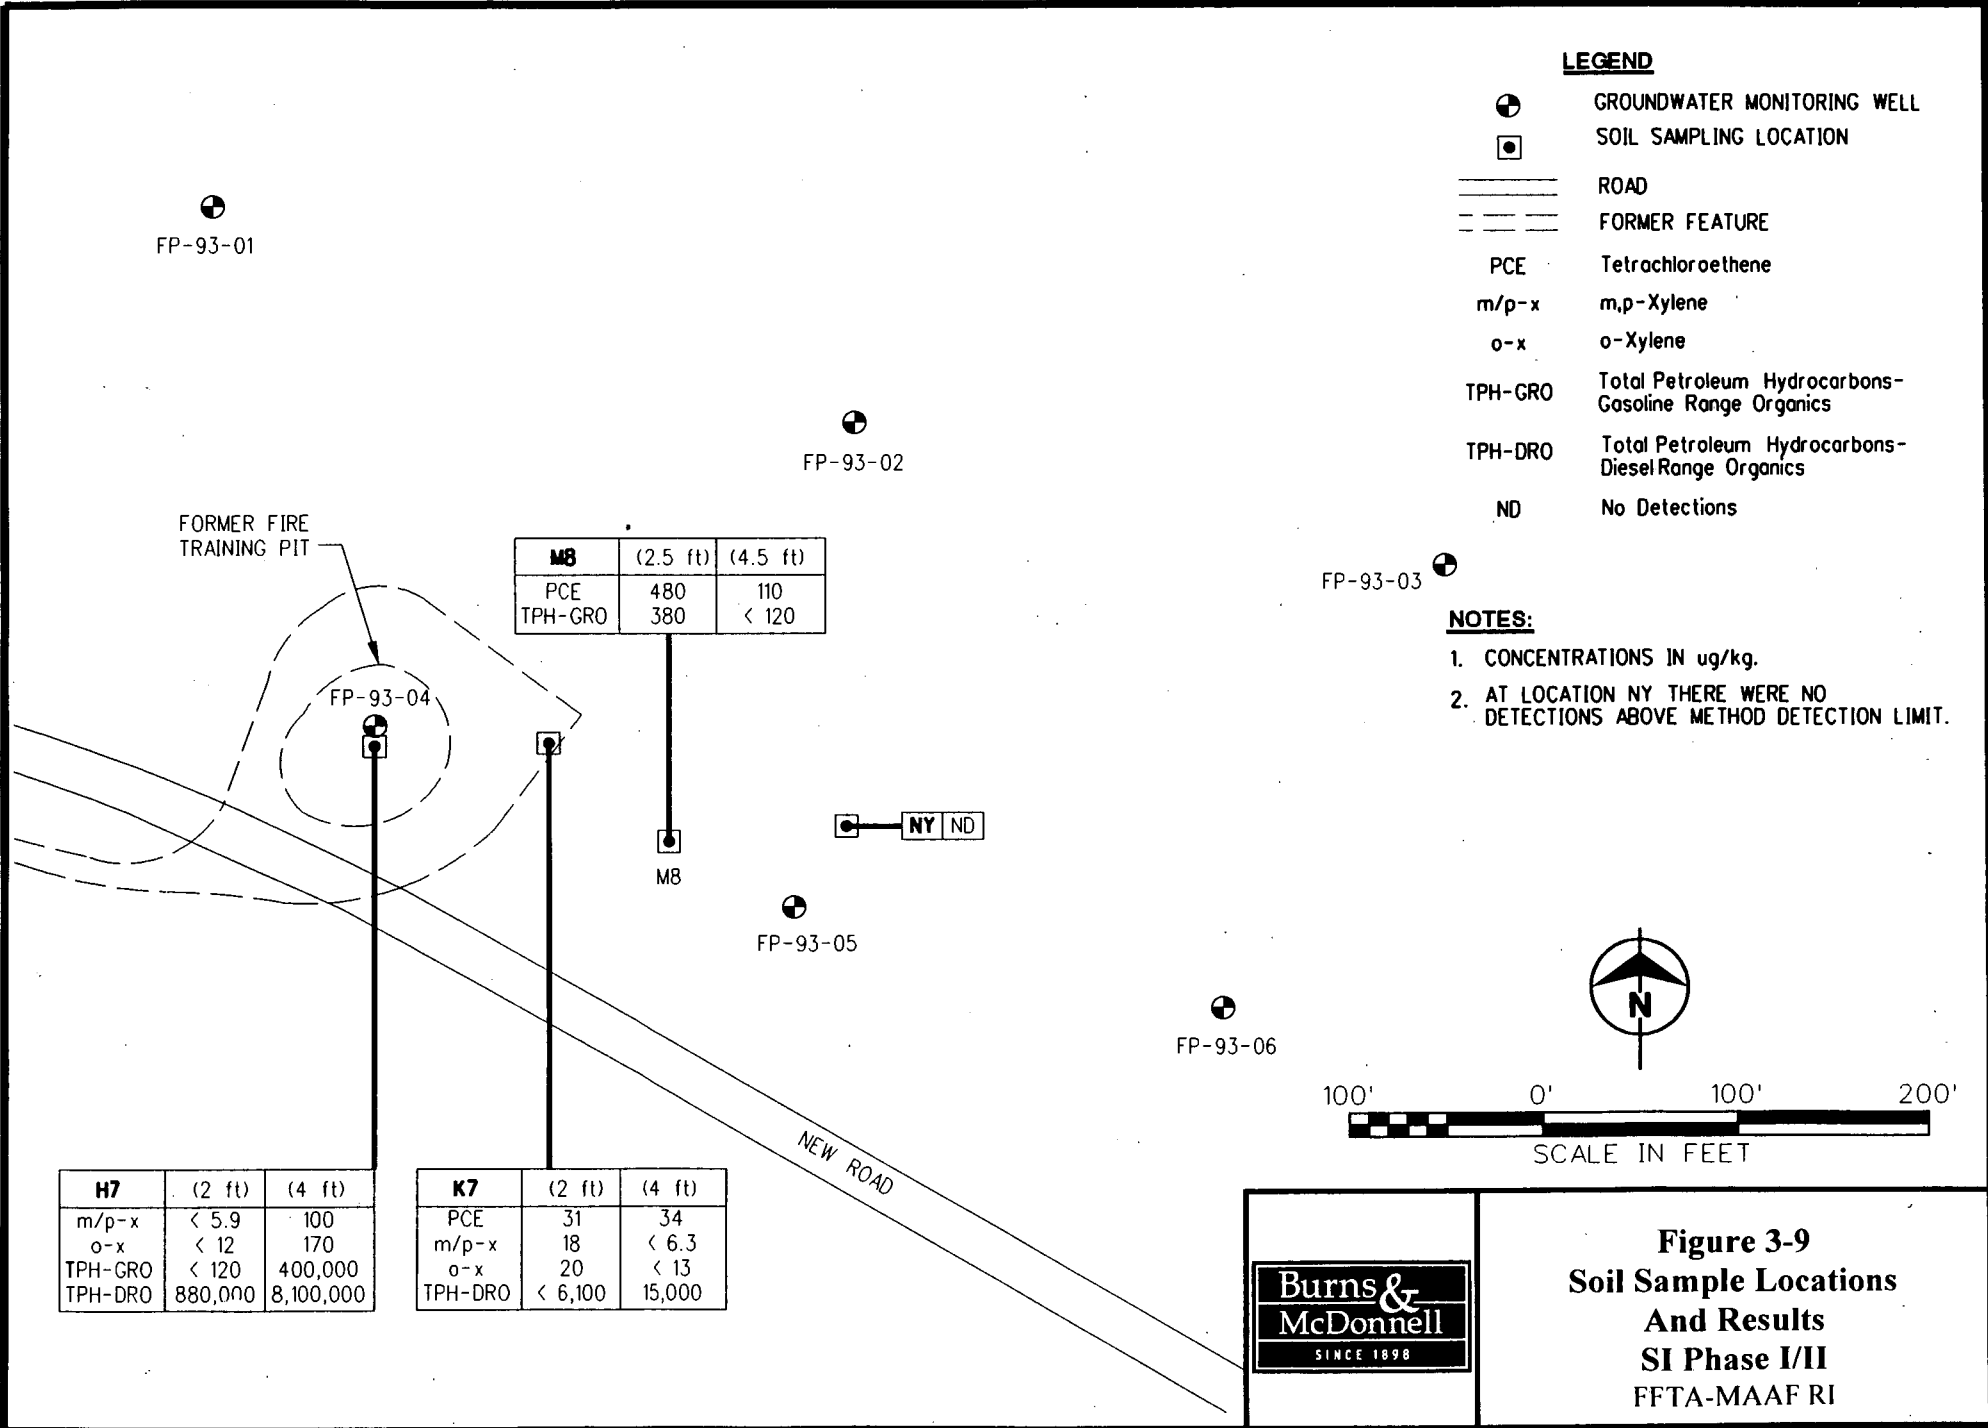 LEGEND
GROUNDWATER MONITORING WELL
SOIL SAMPLING LOCATION
ROAD
FORMER FEATURE
PCE Tetrachloroethene
m/p-x m,p-Xylene
o-x o-Xylene
TPH-GRO Total Petroleum Hydrocarbons-
Gasoline Range Organics
TPH-DRO Total Petroleum Hydrocarbons-
Diesel Range Organics
ND No Detections
FP-93-01
FP-93-02
FP-93-03
NOTES:
1. CONCENTRATIONS IN ug/kg.
2. AT LOCATION NY THERE WERE NO
DETECTIONS ABOVE METHOD DETECTION LIMIT.
FORMER FIRE
TRAINING PIT
M8 (2.5 ft) (4.5 ft)
PCE 480 110
TPH-GRO 380 < 120
FP-93-04
NY ND
M8
FP-93-05
FP-93-06
N
100' 0' 100' 200'
SCALE IN FEET
NEW ROAD
H7 (2 ft) (4 ft)
m/p-x < 5.9 100
o-x < 12 170
TPH-GRO < 120 400,000
TPH-DRO 880,000 8,100,000
K7 (2 ft) (4 ft)
PCE 31 34
m/p-x 18 < 6.3
o-x 20 < 13
TPH-DRO < 6,100 15,000
Burns &
McDonnell
SINCE 1898
Figure 3-9
Soil Sample Locations
And Results
SI Phase I/II
FFTA-MAAF RI